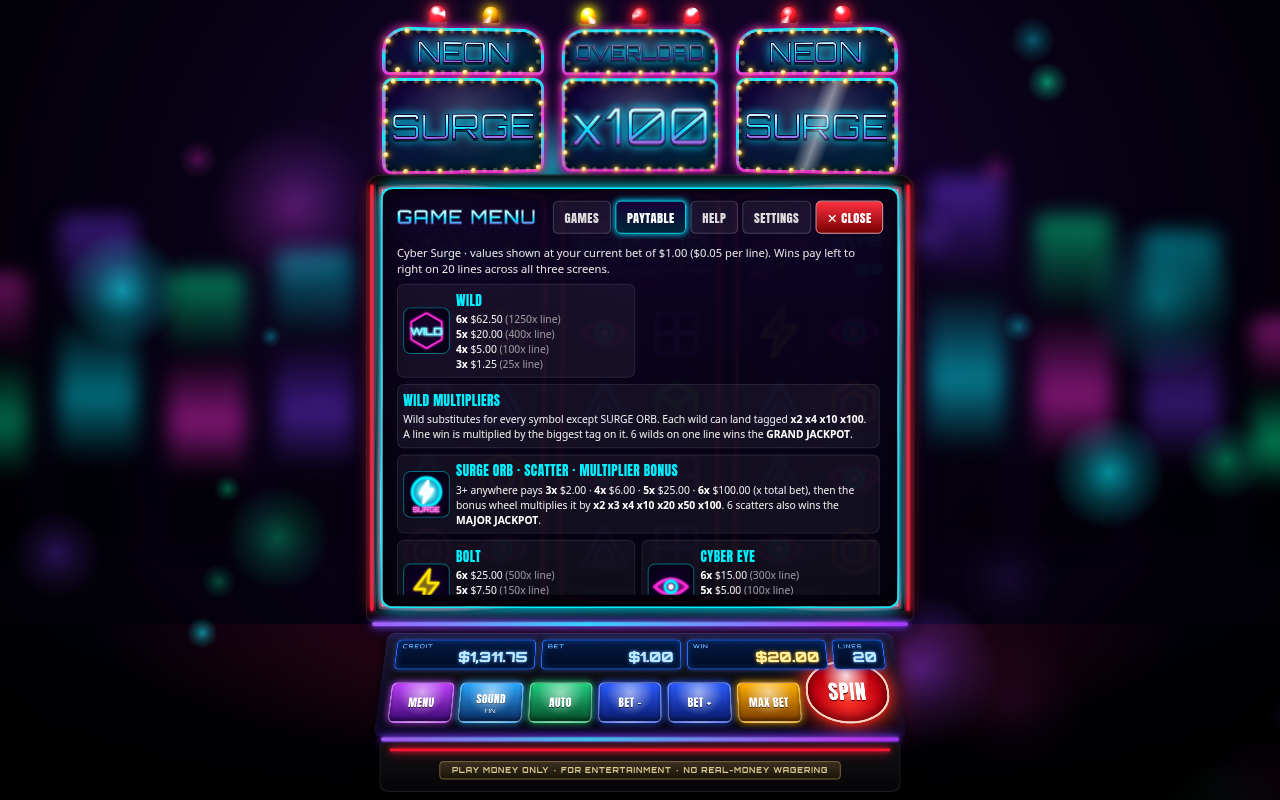 NEON
OVERLOAD
NEON
SURGE
x100
SURGE
GAME MENU
GAMES
PAYTABLE
HELP
SETTINGS
× CLOSE
Cyber Surge · values shown at your current bet of $1.00 ($0.05 per line). Wins pay left to
right on 20 lines across all three screens.
WILD
WILD
6x $62.50 (1250x line)
5x $20.00 (400x line)
4x $5.00 (100x line)
3x $1.25 (25x line)
WILD MULTIPLIERS
Wild substitutes for every symbol except SURGE ORB. Each wild can land tagged x2 x4 x10 x100.
A line win is multiplied by the biggest tag on it. 6 wilds on one line wins the GRAND JACKPOT.
SURGE
SURGE ORB · SCATTER · MULTIPLIER BONUS
3+ anywhere pays 3x $2.00 · 4x $6.00 · 5x $25.00 · 6x $100.00 (x total bet), then the
bonus wheel multiplies it by x2 x3 x4 x10 x20 x50 x100. 6 scatters also wins the
MAJOR JACKPOT.
BOLT
6x $25.00 (500x line)
5x $7.50 (150x line)
CYBER EYE
6x $15.00 (300x line)
5x $5.00 (100x line)
CREDIT
$1,311.75
BET
$1.00
WIN
$20.00
LINES
20
MENU
SOUND
AUTO
BET -
BET +
MAX BET
SPIN
PLAY MONEY ONLY · FOR ENTERTAINMENT · NO REAL-MONEY WAGERING